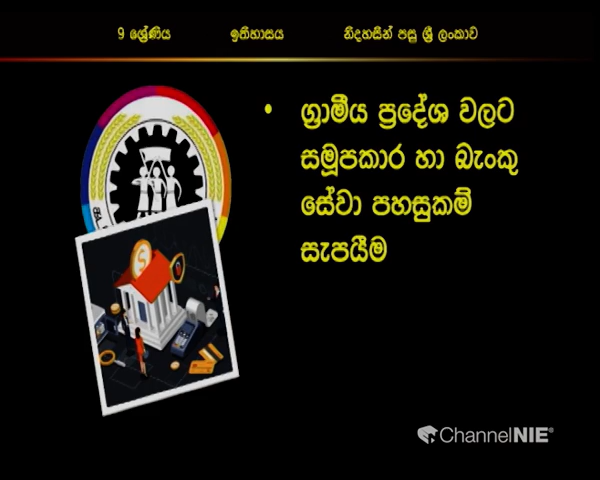 9 ශ්‍රේණිය ඉතිහාසය නිදහසින් පසු ශ්‍රී ලංකාව
• ග්‍රාමීය ප්‍රදේශ වලට
සමූපකාර හා බැංකු
සේවා පහසුකම්
සැපයීම
ChannelNIE®